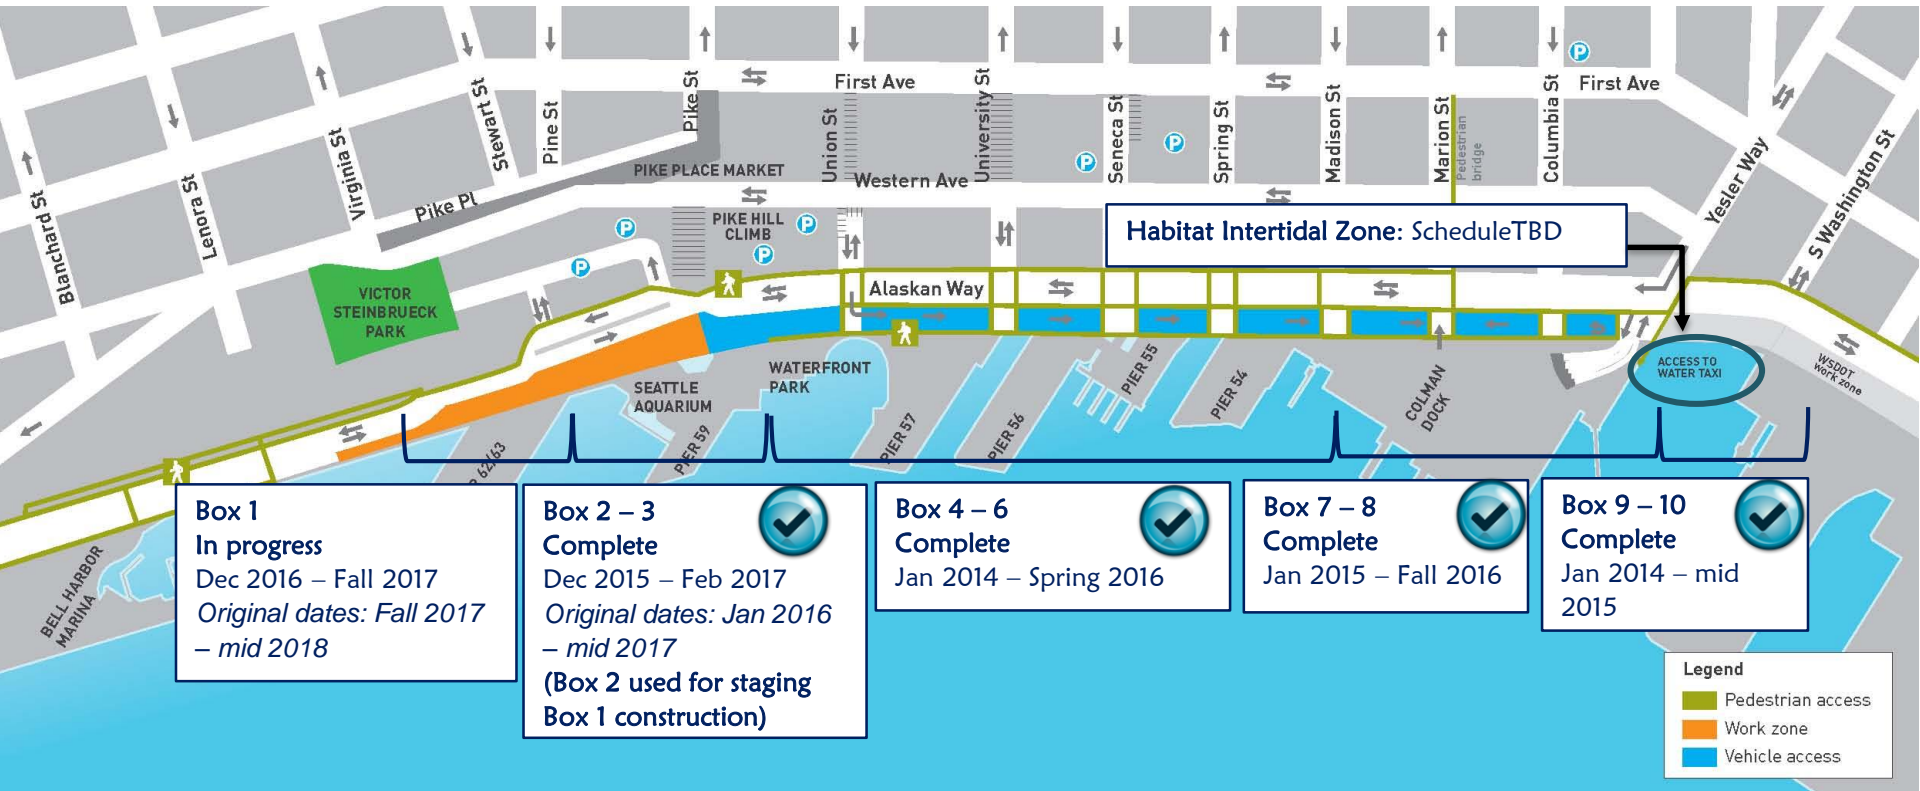 First Ave
First Ave
Pike St
University St
Stewart St
Pine St
Union St
Seneca St
Spring St
Madison St
Marion St
Pedestrian
bridge
Columbia St
Virginia St
Lenora St
Blanchard St
Yesler Way
S Washington St
PIKE PLACE MARKET
Western Ave
Pike Pl
P
P
P
P
P
P
P
PIKE HILL
CLIMB
Habitat Intertidal Zone: ScheduleTBD
VICTOR
STEINBRUECK
PARK
Alaskan Way
ACCESS TO
WATER TAXI
WSDOT
Work zone
SEATTLE
AQUARIUM
WATERFRONT
PARK
PIER 55
PIER 54
COLMAN
DOCK
PIER 59
PIER 57
PIER 56
62/63
Box 1
In progress
Dec 2016 – Fall 2017
Original dates: Fall 2017
– mid 2018
Box 2 – 3
Complete
Dec 2015 – Feb 2017
Original dates: Jan 2016
– mid 2017
(Box 2 used for staging
Box 1 construction)
Box 4 – 6
Complete
Jan 2014 – Spring 2016
Box 7 – 8
Complete
Jan 2015 – Fall 2016
Box 9 – 10
Complete
Jan 2014 – mid
2015
BELL HARBOR
MARINA
Legend
Pedestrian access
Work zone
Vehicle access